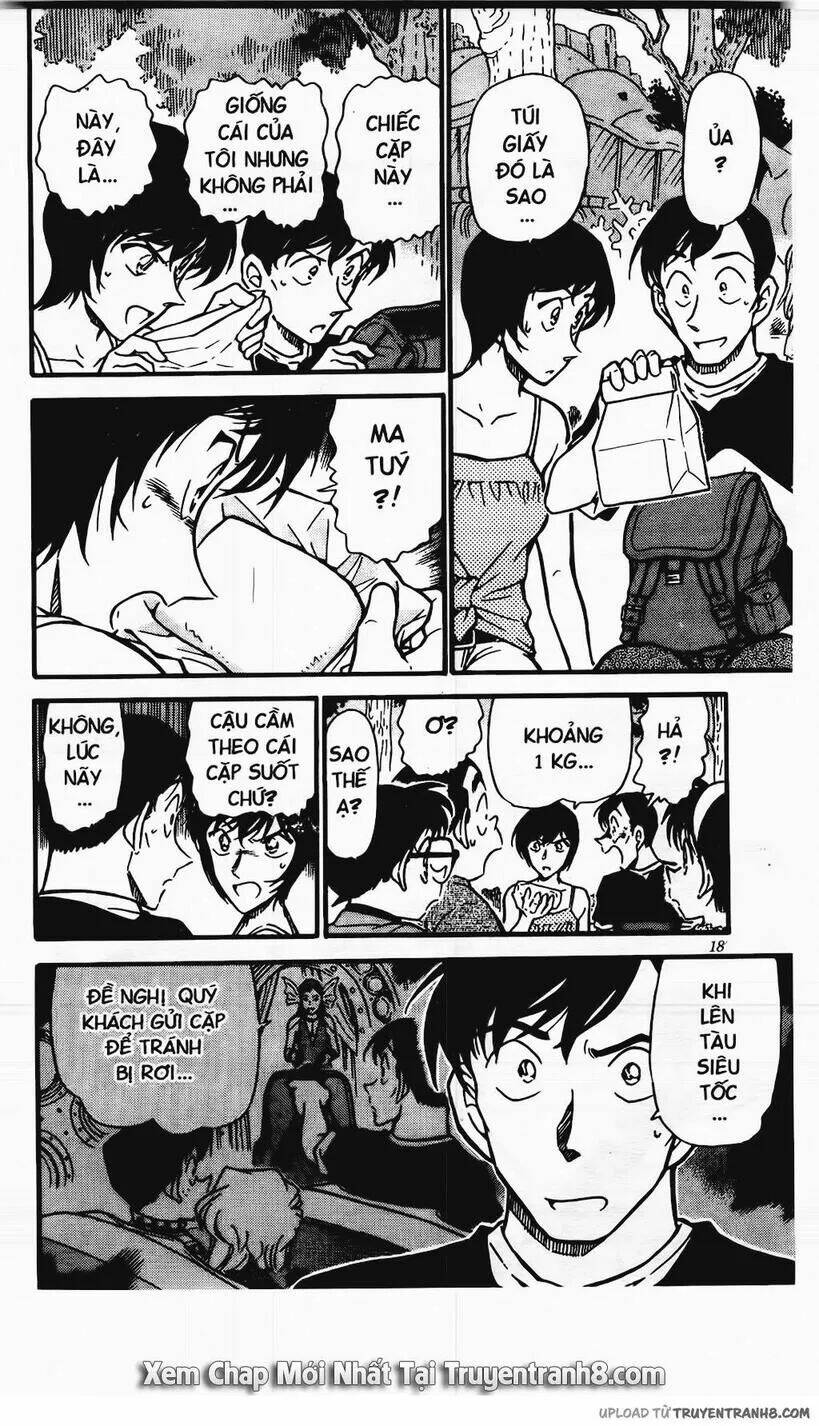 ỦA
?
TÚI
GIẤY
ĐÓ LÀ
SAO
...
CHIẾC
CẶP
NÀY
...
GIỐNG
CÁI CỦA
TÔI NHƯNG
KHÔNG PHẢI
...
NÀY,
ĐÂY
LÀ...
MA
TUÝ
?!
HẢ
?!
KHOẢNG
1 KG...
Ơ?
SAO
THẾ
Ạ?
CẬU CẦM
THEO CÁI
CẶP SUỐT
CHỨ?
KHÔNG,
LÚC
NÃY
...
18
KHI
LÊN
TÀU
SIÊU
TỐC
...
ĐỀ NGHỊ QUÝ
KHÁCH GỬI CẶP
ĐỂ TRÁNH
BỊ RƠI...
Xem Chap Mới Nhất Tại Truyentranh8.com
UPLOAD TỪ TRUYENTRANH8.COM